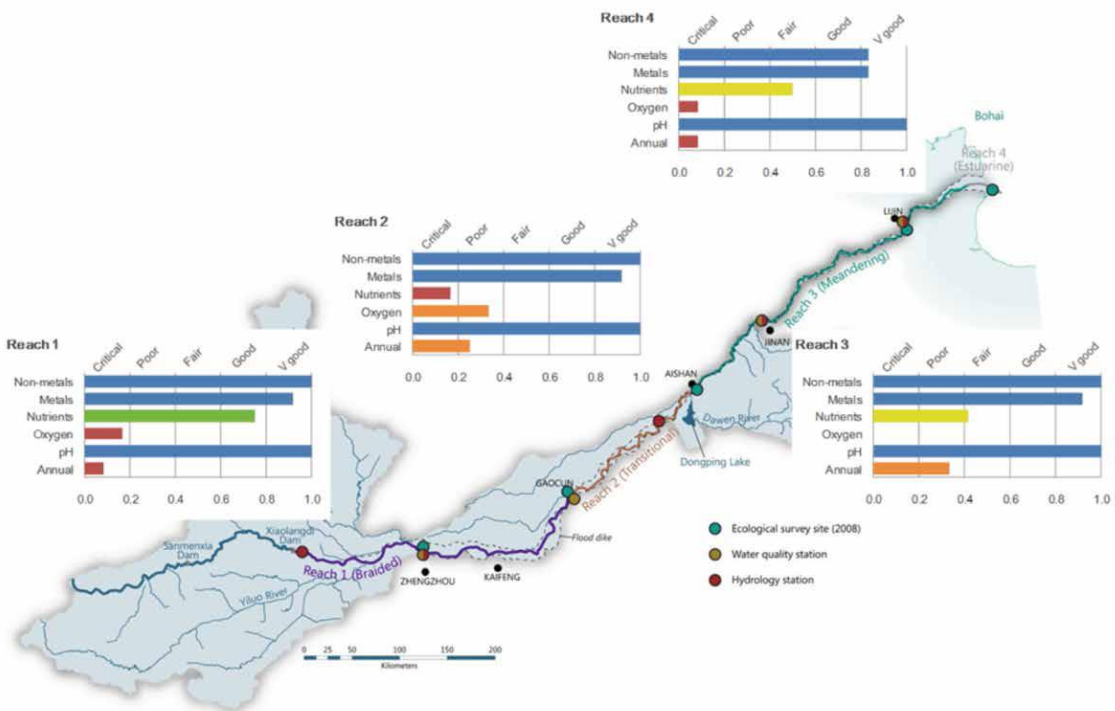 Reach 4
Critical
Poor
Fair
Good
V good
Non-metals
Metals
Nutrients
Oxygen
pH
Annual
0.0 0.2 0.4 0.6 0.8 1.0
Bohai
Reach 4
(Estuarine)
LIJIN
Reach 2
Critical
Poor
Fair
Good
V good
Non-metals
Metals
Nutrients
Oxygen
pH
Annual
0.0 0.2 0.4 0.6 0.8 1.0
Reach 3 (Meandering)
JINAN
AISHAN
Dawen River
Dongping Lake
Reach 2 (Transitional)
GAOCUN
Flood dike
Reach 1
Critical
Poor
Fair
Good
V good
Non-metals
Metals
Nutrients
Oxygen
pH
Annual
0.0 0.2 0.4 0.6 0.8 1.0
Reach 3
Critical
Poor
Fair
Good
V good
Non-metals
Metals
Nutrients
Oxygen
pH
Annual
0.0 0.2 0.4 0.6 0.8 1.0
Sanmenxia
Dam
Xiaolangdi
Dam
Reach 1 (Braided)
Yiluo River
ZHENGZHOU
KAIFENG
Ecological survey site (2008)
Water quality station
Hydrology station
0 25 50 100 150 200
Kilometers